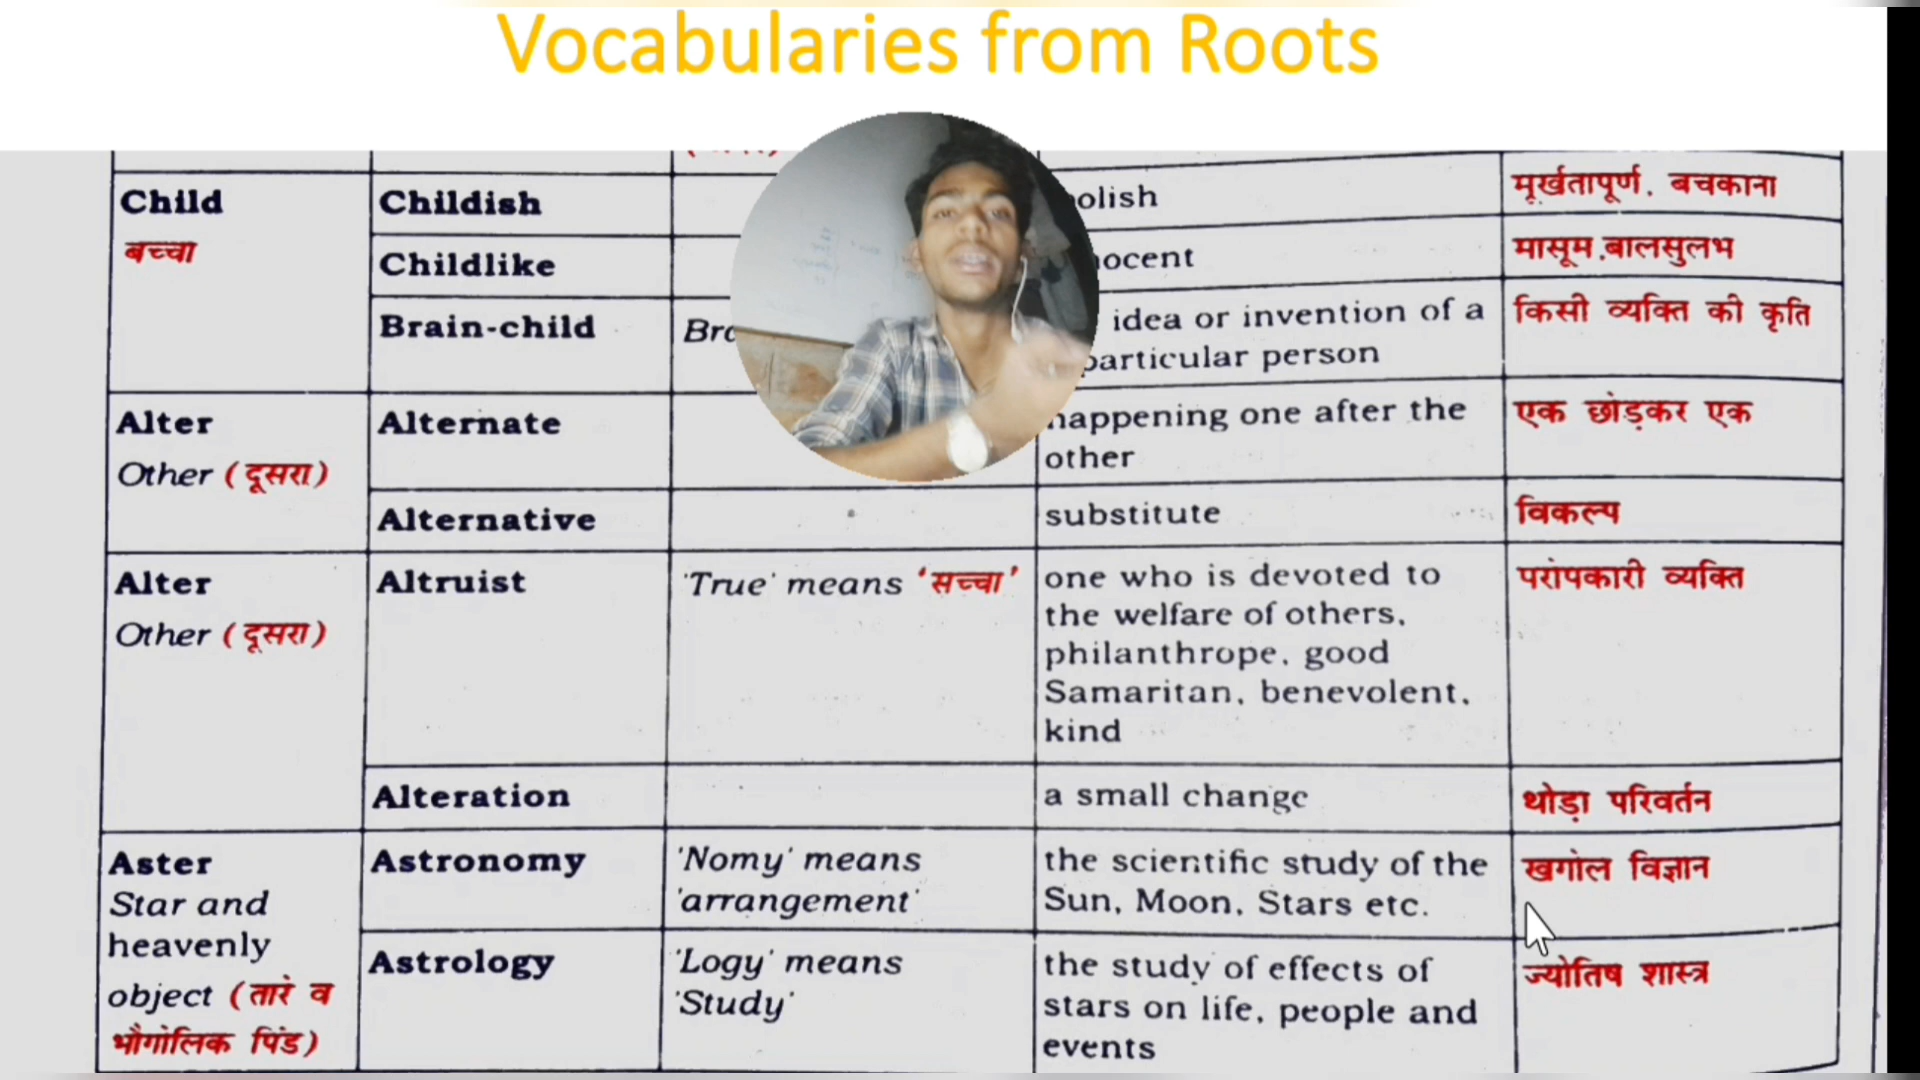 Vocabularies from Roots
Child
बच्चा
Childish
मूर्खतापूर्ण, बचकाना
Childlike
मासूम,बालसुलभ
Brain-child
idea or invention of a
particular person
किसी व्यक्ति की कृति
Alter
Other (दूसरा)
Alternate
happening one after the
other
एक छोड़कर एक
Alternative
substitute
विकल्प
Alter
Other (दूसरा)
Altruist
'True' means 'सच्चा'
one who is devoted to
the welfare of others,
philanthrope, good
Samaritan, benevolent,
kind
परोपकारी व्यक्ति
Alteration
a small change
थोड़ा परिवर्तन
Aster
Star and
heavenly
object (तारे व
भौगोलिक पिंड)
Astronomy
'Nomy' means
'arrangement'
the scientific study of the
Sun, Moon, Stars etc.
खगोल विज्ञान
Astrology
'Logy' means
'Study'
the study of effects of
stars on life, people and
events
ज्योतिष शास्त्र